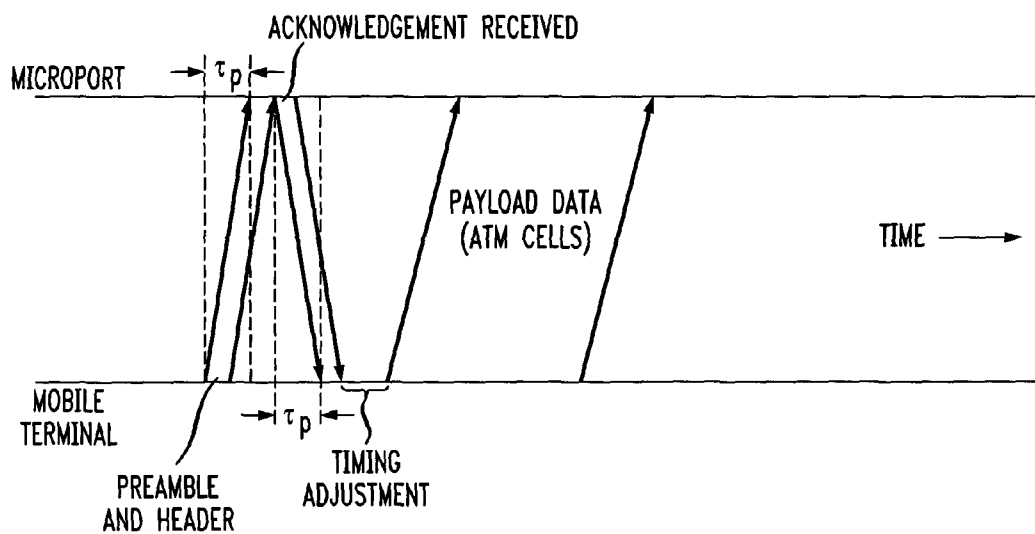 ACKNOWLEDGEMENT RECEIVED
τp
MICROPORT
PAYLOAD DATA
(ATM CELLS)
TIME
MOBILE
TERMINAL
τp
TIMING
ADJUSTMENT
PREAMBLE
AND HEADER